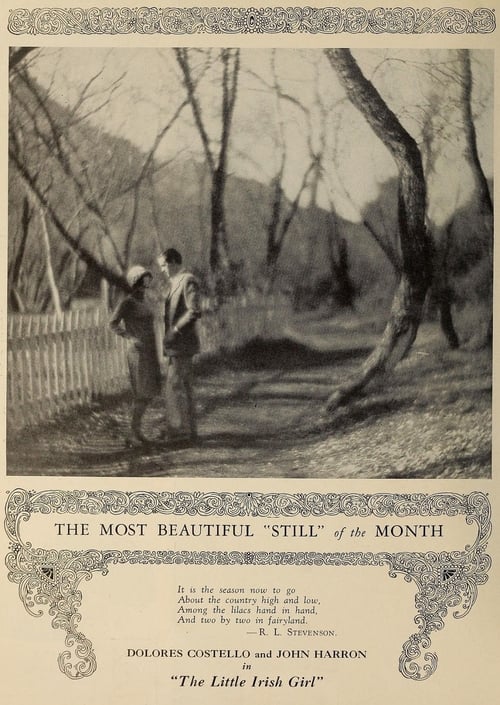 THE MOST BEAUTIFUL "STILL" of the MONTH
It is the season now to go
About the country high and low,
Among the lilacs hand in hand,
And two by two in fairyland.
—R. L. STEVENSON.
DOLORES COSTELLO and JOHN HARRON
in
"The Little Irish Girl"